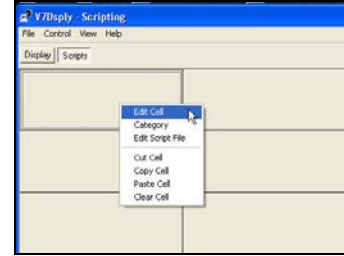 V7Dsply - Scripting
File Control View Help
Display Scripts
Edit Cell
Category
Edit Script File
Cut Cell
Copy Cell
Paste Cell
Clear Cell